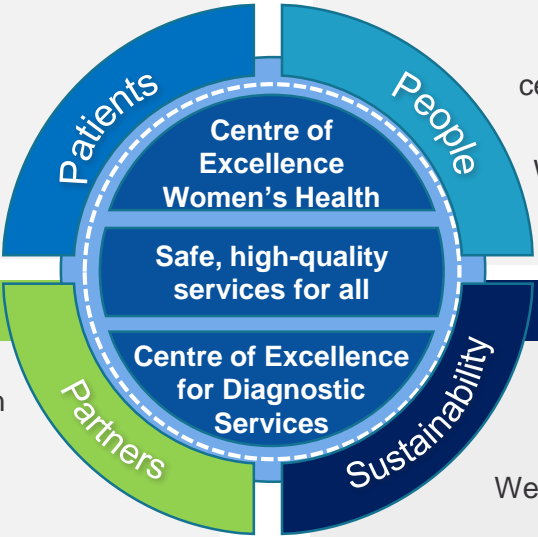 Patients
People
Centre of
Excellence
Women's Health
Safe, high-quality
services for all
Centre of Excellence
for Diagnostic
Services
Partners
Sustainability
We